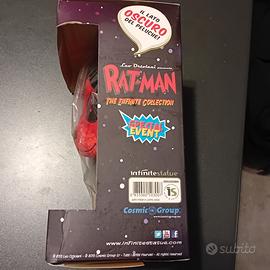 IL LATO
OSCURO
DEL PELUCHE!
Leo Ortolani presenta
RAT-MAN
THE INFINITE COLLECTION
SPECIAL
EVENT
infinitestatue
15
Cosmic Group
www.infinitestatue.com
subito